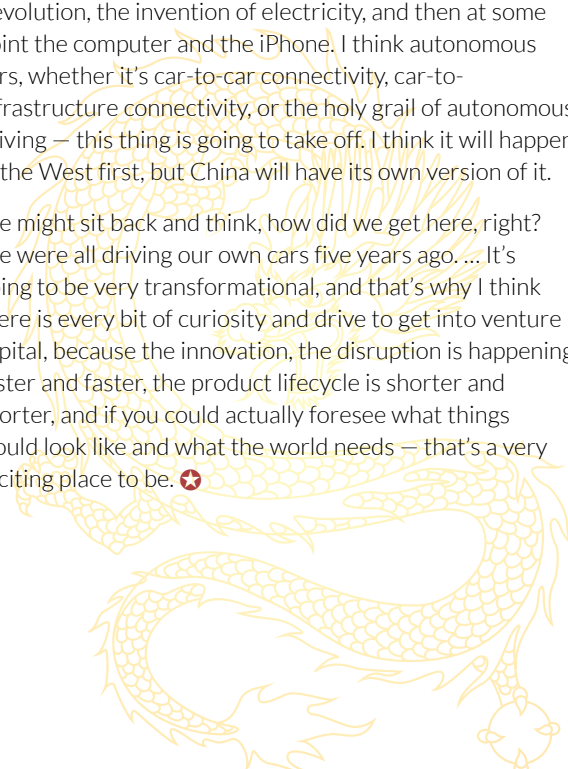 evolution, the invention of electricity, and then at some
oint the computer and the iPhone. I think autonomous
rs, whether it’s car-to-car connectivity, car-to-
frastructure connectivity, or the holy grail of autonomous
iving — this thing is going to take off. I think it will happen
the West first, but China will have its own version of it.
e might sit back and think, how did we get here, right?
e were all driving our own cars five years ago. ... It’s
ing to be very transformational, and that’s why I think
ere is every bit of curiosity and drive to get into venture
pital, because the innovation, the disruption is happening
ster and faster, the product lifecycle is shorter and
orter, and if you could actually foresee what things
ould look like and what the world needs — that’s a very
citing place to be.